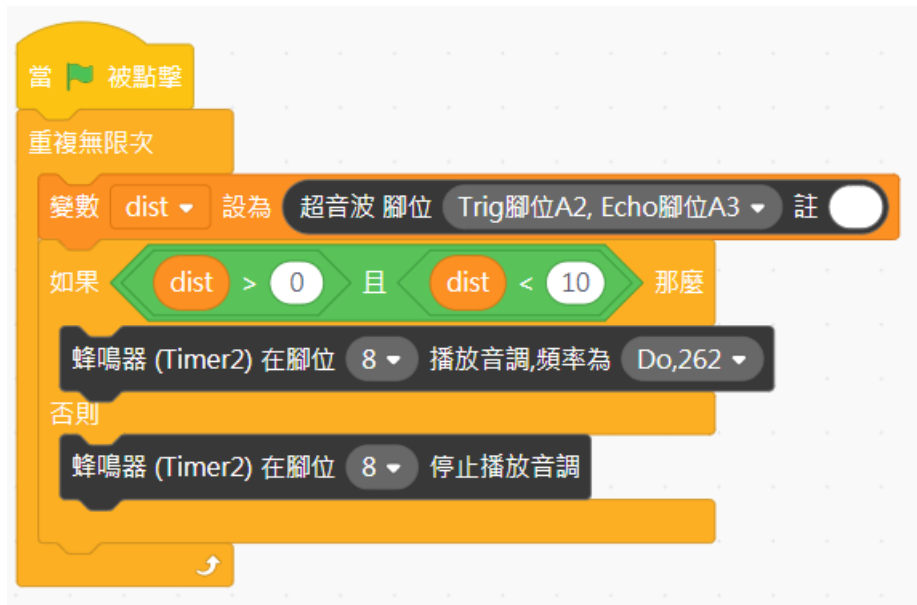 當 被點擊
重複無限次
變數 dist 設為 超音波 腳位 Trig腳位A2, Echo腳位A3 註
如果 dist > 0 且 dist < 10 那麼
蜂鳴器 (Timer2) 在腳位 8 播放音調,頻率為 Do,262
否則
蜂鳴器 (Timer2) 在腳位 8 停止播放音調